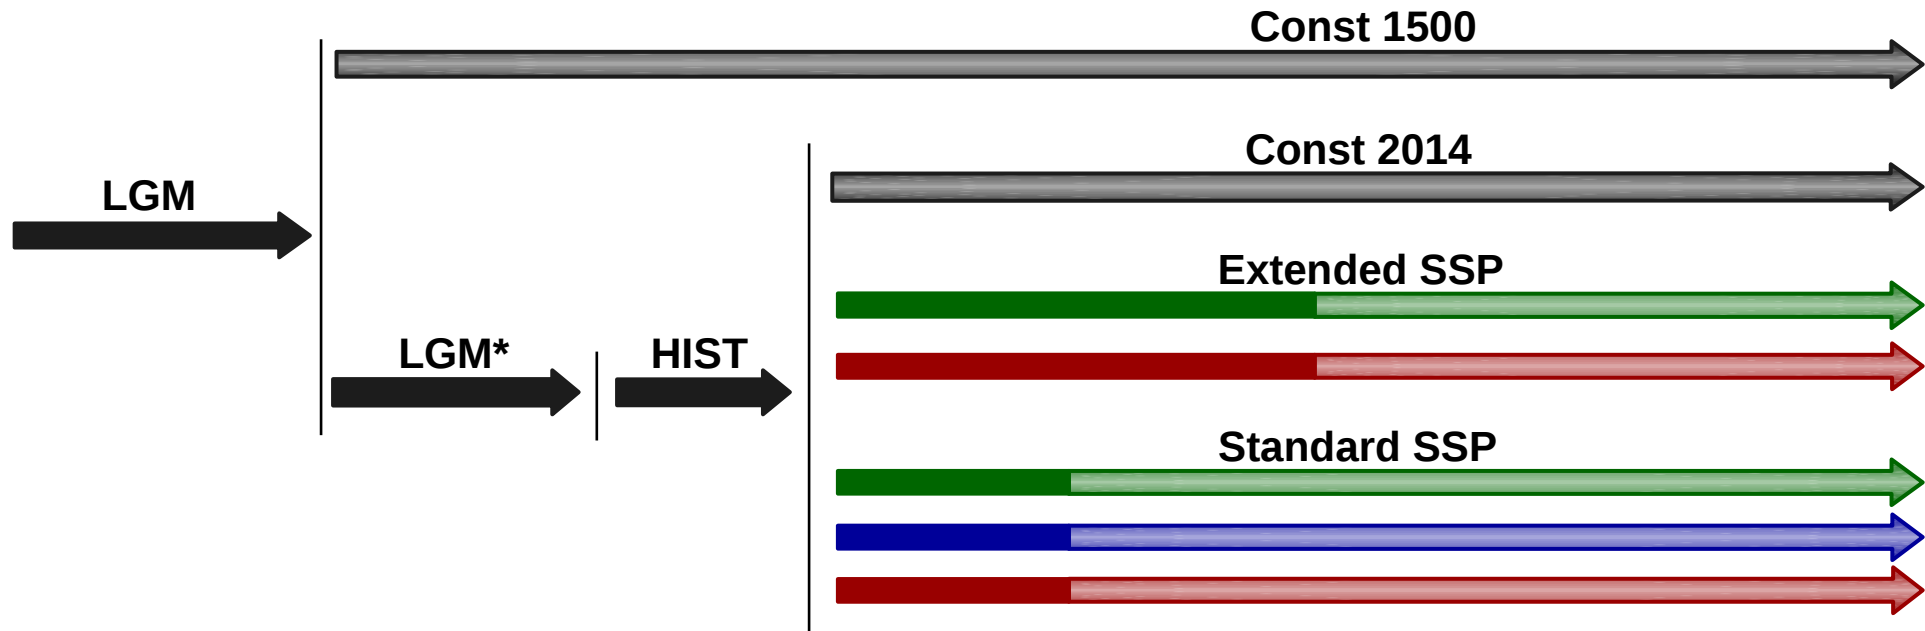 Const 1500
Const 2014
LGM
Extended SSP
LGM*
HIST
Standard SSP